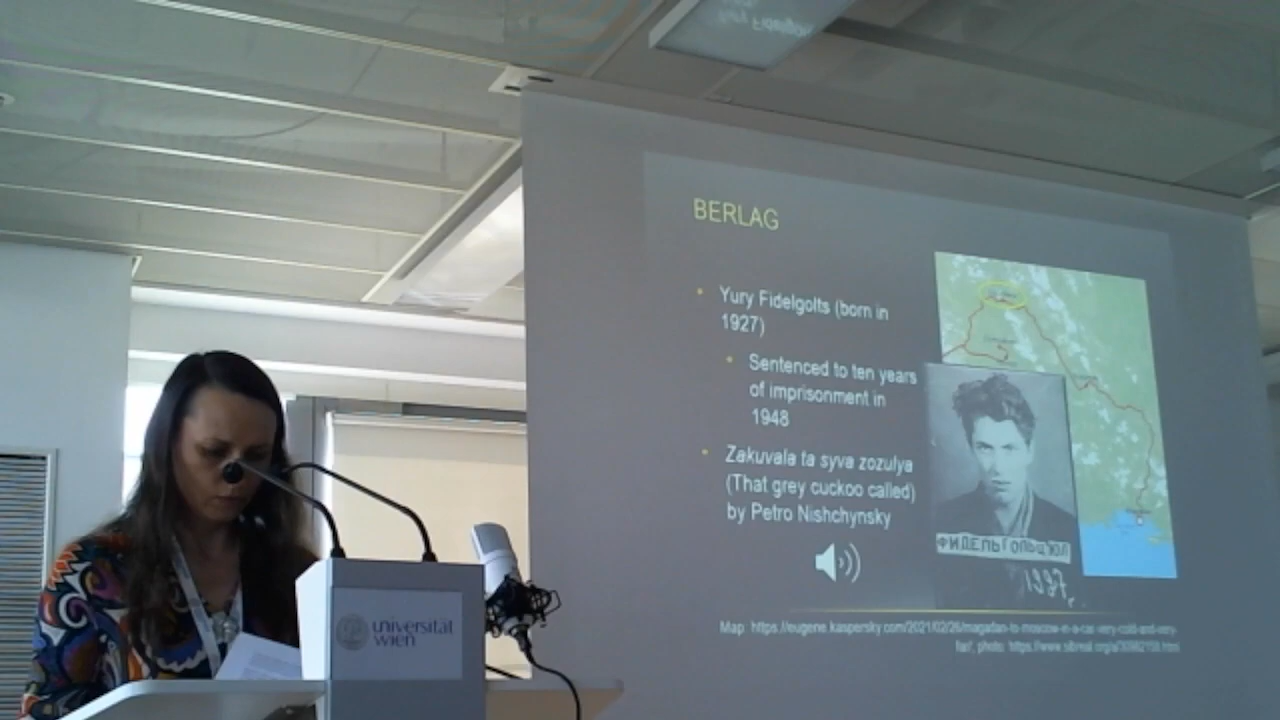 BERLAG
• Yury Fidelgolts (born in
1927)
• Sentenced to ten years
of imprisonment in
1948
• Zakuvala ta syva zozulya
(That grey cuckoo called)
by Petro Nishchynsky
ФИДЕЛЬГОЛЬЦ Ю.Л
1927г.
Map: https://eugene.kaspersky.com/2021/02/26/magadan-to-moscow-in-a-car-very-cold-and-very-
far/, photo: https://www.sibreal.org/a/30982158.html
universität
wien